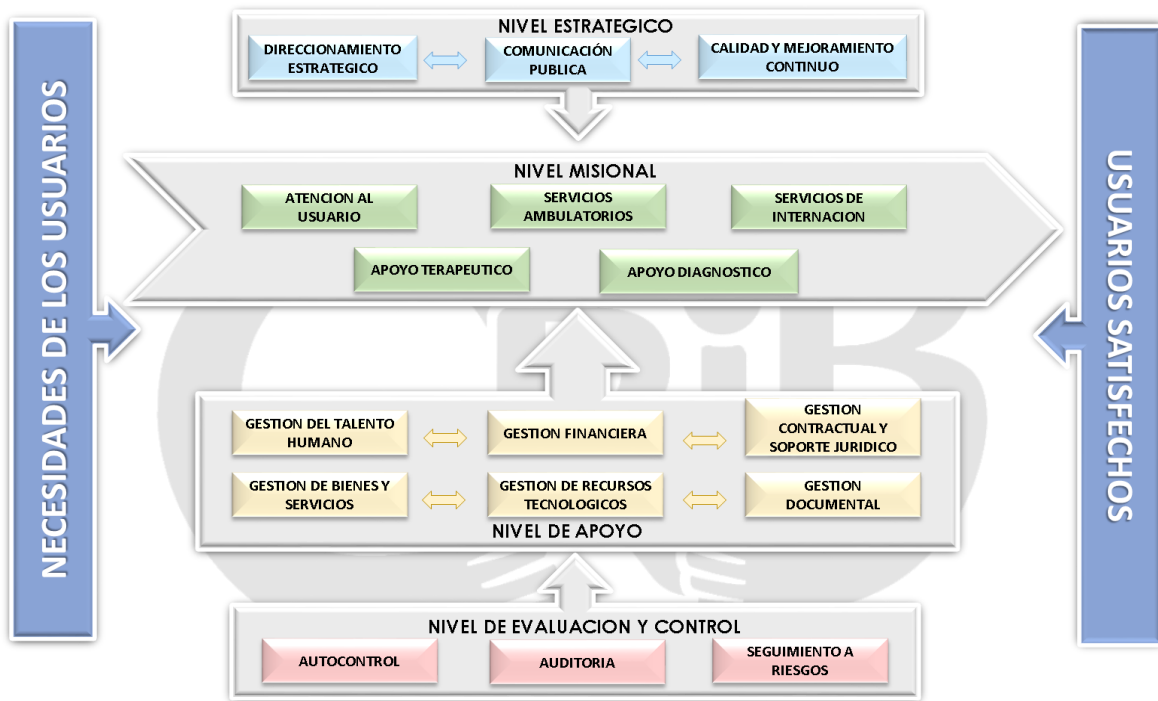 NECESIDADES DE LOS USUARIOS
NIVEL ESTRATEGICO
DIRECCIONAMIENTO
ESTRATEGICO
COMUNICACIÓN
PUBLICA
CALIDAD Y MEJORAMIENTO
CONTINUO
NIVEL MISIONAL
ATENCION AL
USUARIO
SERVICIOS
AMBULATORIOS
SERVICIOS DE
INTERNACION
APOYO TERAPEUTICO
APOYO DIAGNOSTICO
GESTION DEL TALENTO
HUMANO
GESTION FINANCIERA
GESTION
CONTRACTUAL Y
SOPORTE JURIDICO
GESTION DE BIENES Y
SERVICIOS
GESTION DE RECURSOS
TECNOLOGICOS
GESTION
DOCUMENTAL
NIVEL DE APOYO
NIVEL DE EVALUACION Y CONTROL
AUTOCONTROL
AUDITORIA
SEGUIMIENTO A
RIESGOS
USUARIOS SATISFECHOS